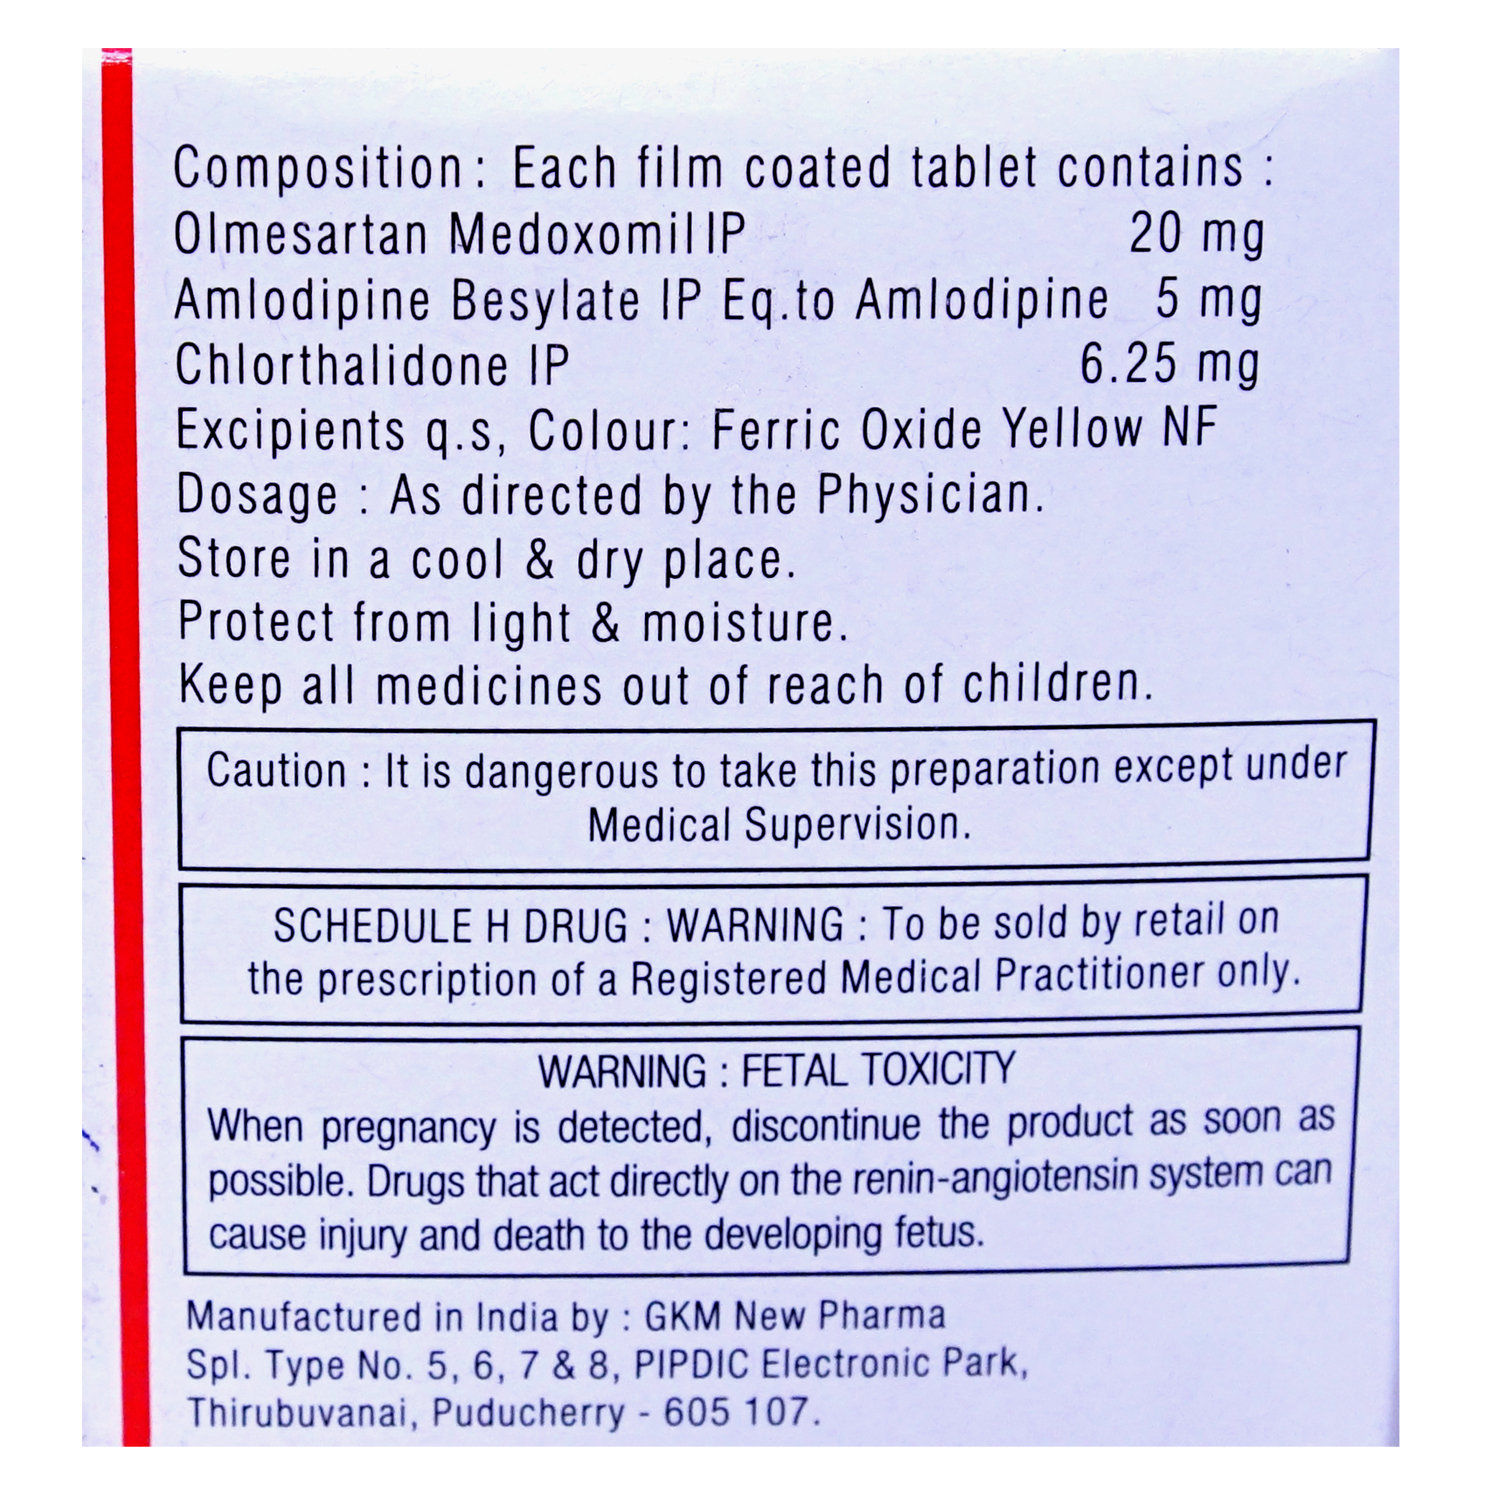 Composition : Each film coated tablet contains :
Olmesartan Medoxomil IP 20 mg
Amlodipine Besylate IP Eq.to Amlodipine 5 mg
Chlorthalidone IP 6.25 mg
Excipients q.s, Colour: Ferric Oxide Yellow NF
Dosage : As directed by the Physician.
Store in a cool & dry place.
Protect from light & moisture.
Keep all medicines out of reach of children.
Caution : It is dangerous to take this preparation except under
Medical Supervision.
SCHEDULE H DRUG : WARNING : To be sold by retail on
the prescription of a Registered Medical Practitioner only.
WARNING : FETAL TOXICITY
When pregnancy is detected, discontinue the product as soon as
possible. Drugs that act directly on the renin-angiotensin system can
cause injury and death to the developing fetus.
Manufactured in India by : GKM New Pharma
Spl. Type No. 5, 6, 7 & 8, PIPDIC Electronic Park,
Thirubuvanai, Puducherry - 605 107.